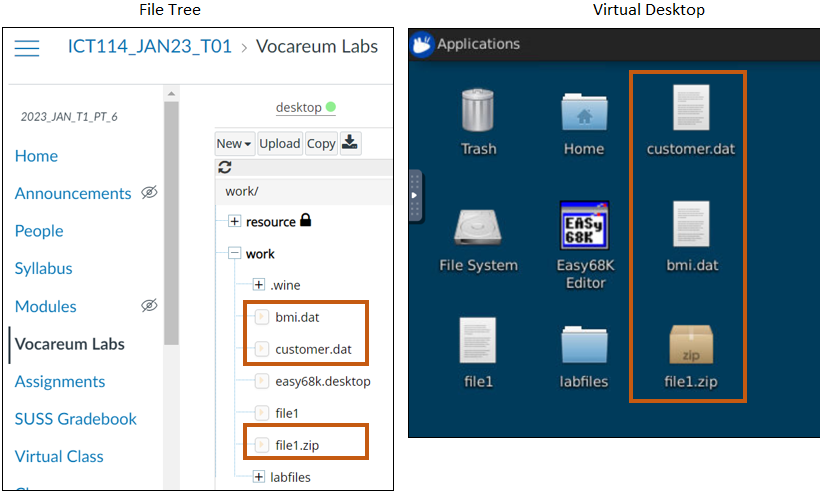 File Tree
Virtual Desktop
ICT114_JAN23_T01 > Vocareum Labs
2023_JAN_T1_PT_6
Home
Announcements
People
Syllabus
Modules
Vocareum Labs
Assignments
SUSS Gradebook
Virtual Class
desktop
New Upload Copy
work/
resource
work
.wine
bmi.dat
customer.dat
easy68k.desktop
file1
file1.zip
labfiles
Applications
Trash
Home
customer.dat
EASy
68K
File System
Easy68K
Editor
bmi.dat
zip
file1
labfiles
file1.zip